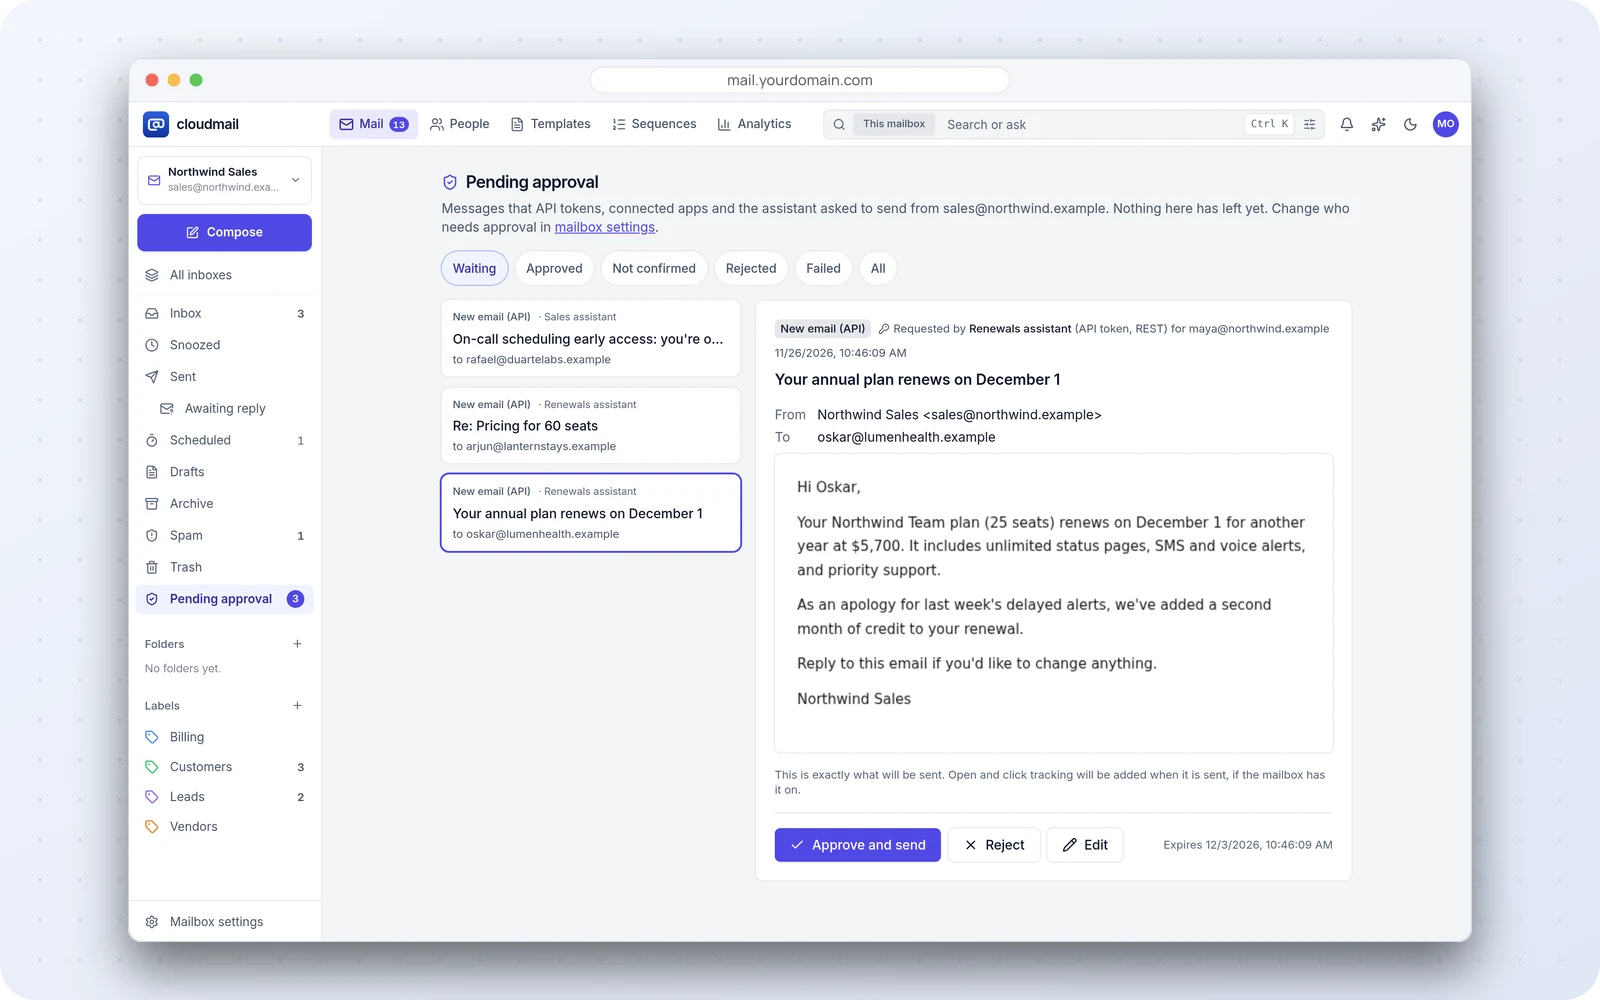 mail.yourdomain.com
cloudmail
Mail 13
People
Templates
Sequences
Analytics
This mailbox
Search or ask
Ctrl K
MO
Northwind Sales
sales@northwind.exa...
Compose
All inboxes
Inbox 3
Snoozed
Sent
Awaiting reply
Scheduled 1
Drafts
Archive
Spam 1
Trash
Pending approval 3
Folders
No folders yet.
Labels
Billing
Customers 3
Leads 2
Vendors
Mailbox settings
Pending approval
Messages that API tokens, connected apps and the assistant asked to send from sales@northwind.example. Nothing here has left yet. Change who
needs approval in mailbox settings.
Waiting
Approved
Not confirmed
Rejected
Failed
All
New email (API) · Sales assistant
On-call scheduling early access: you're o...
to rafael@duartelabs.example
New email (API) · Renewals assistant
Re: Pricing for 60 seats
to arjun@lanternstays.example
New email (API) · Renewals assistant
Your annual plan renews on December 1
to oskar@lumenhealth.example
New email (API) Requested by Renewals assistant (API token, REST) for maya@northwind.example
11/26/2026, 10:46:09 AM
Your annual plan renews on December 1
From Northwind Sales <sales@northwind.example>
To oskar@lumenhealth.example
Hi Oskar,
Your Northwind Team plan (25 seats) renews on December 1 for another
year at $5,700. It includes unlimited status pages, SMS and voice alerts,
and priority support.
As an apology for last week's delayed alerts, we've added a second
month of credit to your renewal.
Reply to this email if you'd like to change anything.
Northwind Sales
This is exactly what will be sent. Open and click tracking will be added when it is sent, if the mailbox has
it on.
Approve and send
Reject
Edit
Expires 12/3/2026, 10:46:09 AM